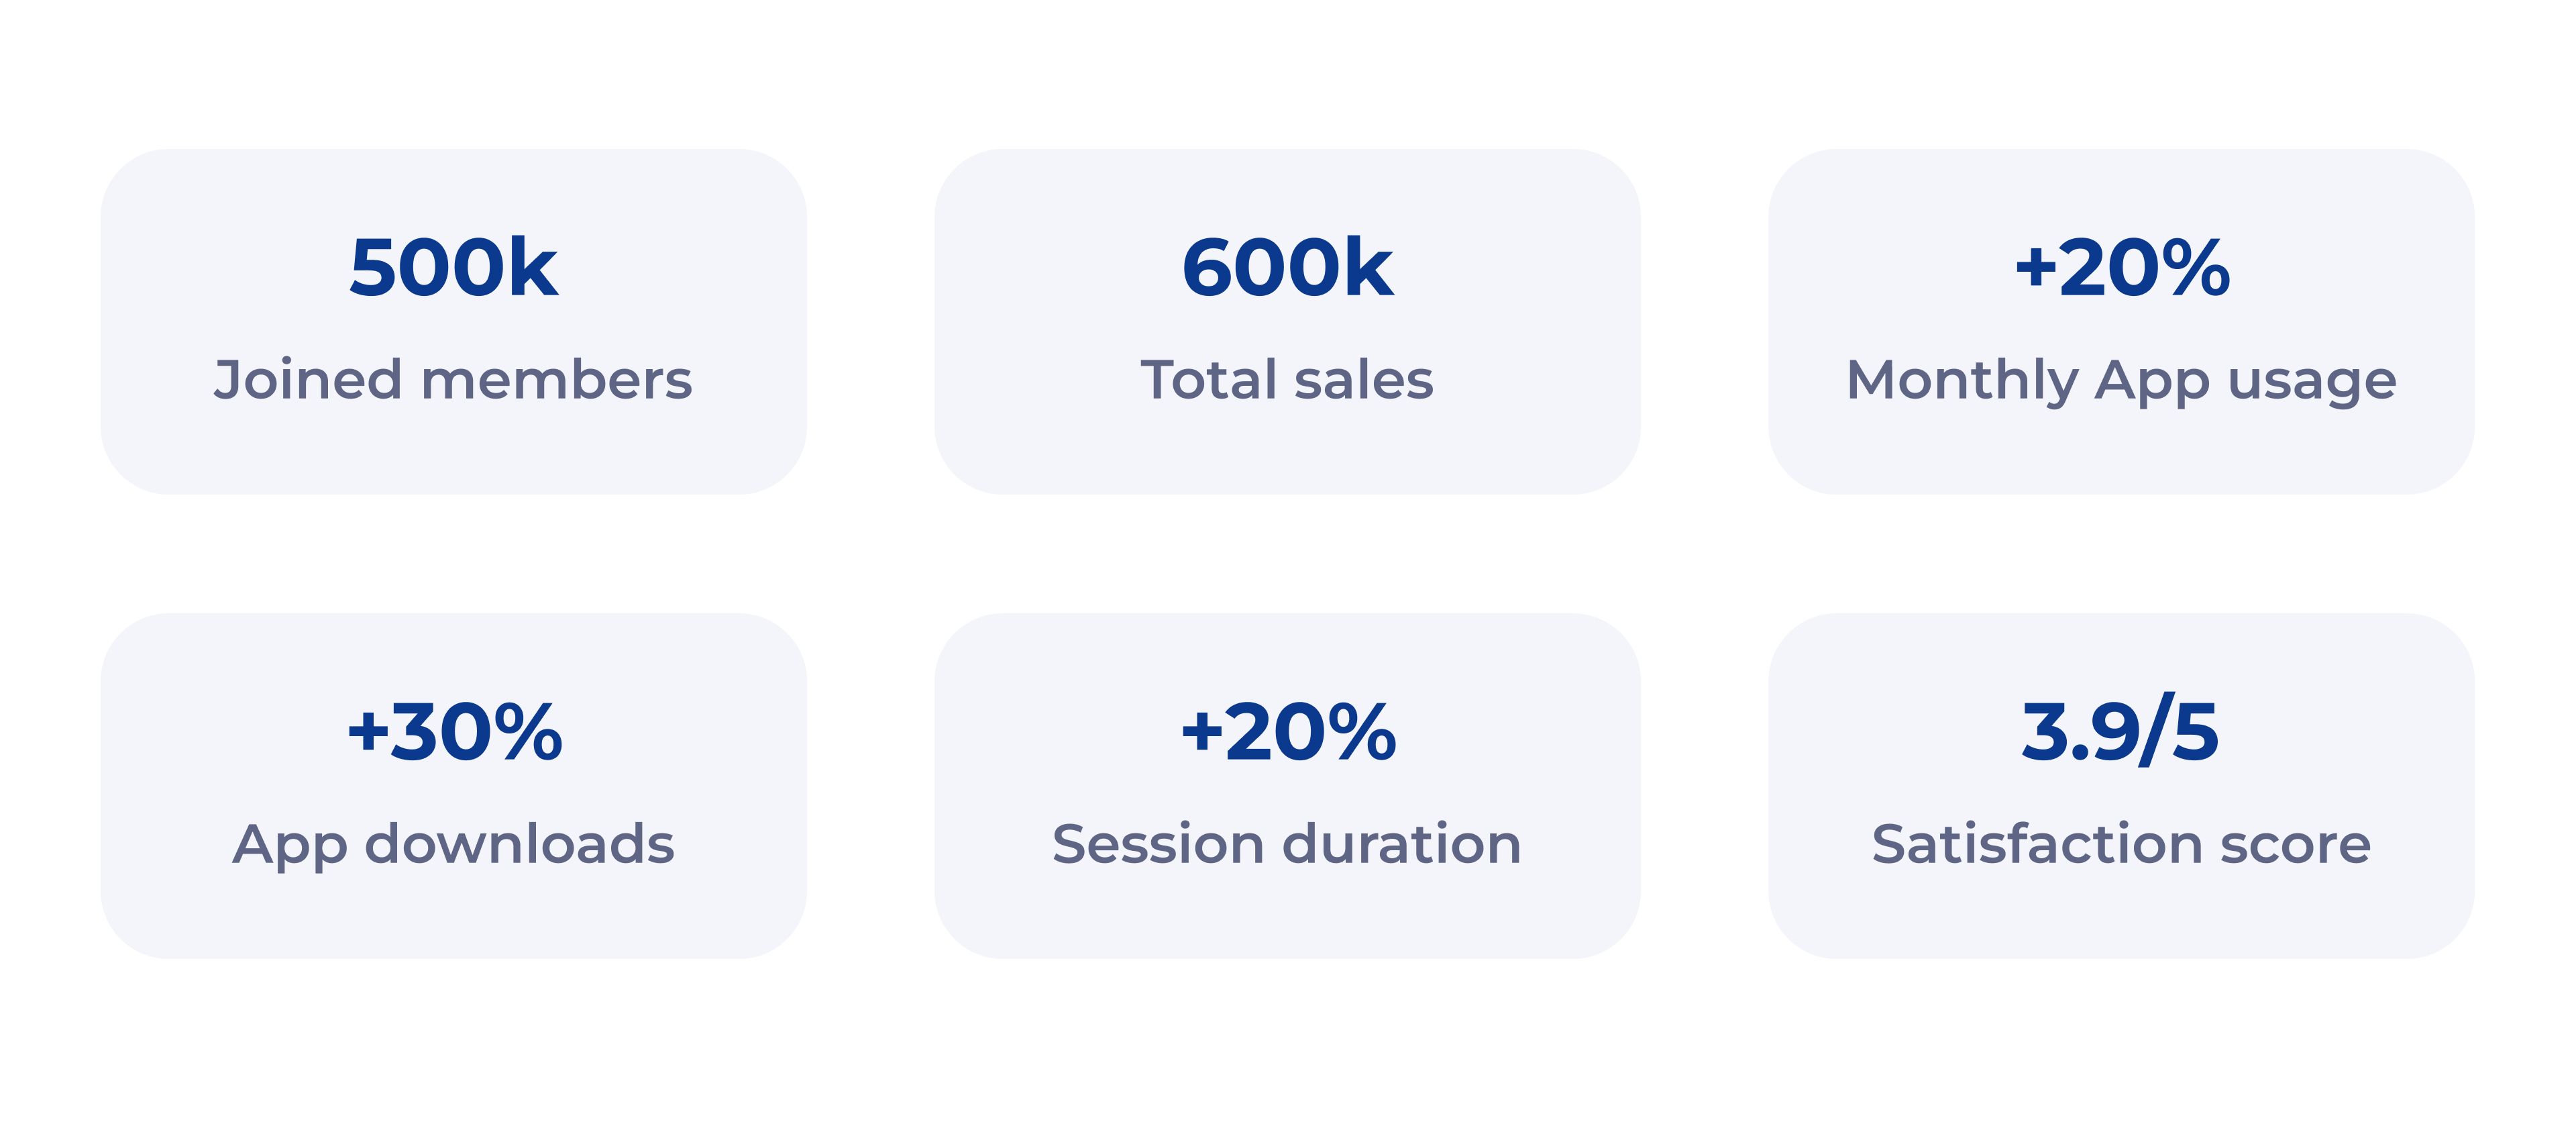 500k
Joined members
600k
Total sales
+20%
Monthly App usage
+30%
App downloads
+20%
Session duration
3.9/5
Satisfaction score